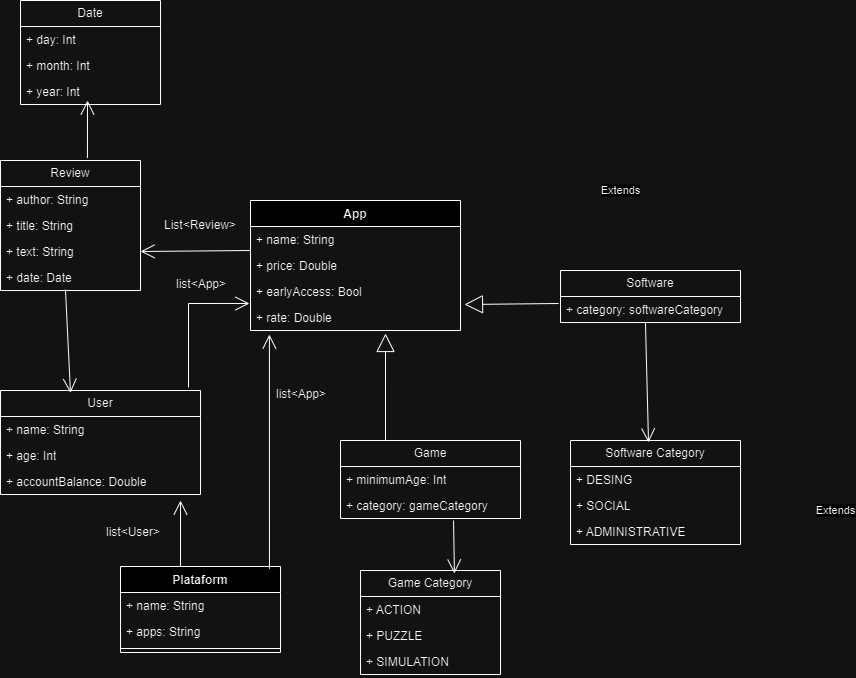 Date
+ day: Int
+ month: Int
+ year: Int
Review
+ author: String
+ title: String
+ text: String
+ date: Date
List<Review>
list<App>
App
+ name: String
+ price: Double
+ earlyAccess: Bool
+ rate: Double
Extends
Software
+ category: softwareCategory
User
+ name: String
+ age: Int
+ accountBalance: Double
list<App>
Game
+ minimumAge: Int
+ category: gameCategory
Software Category
+ DESING
+ SOCIAL
+ ADMINISTRATIVE
Extends
list<User>
Plataform
+ name: String
+ apps: String
Game Category
+ ACTION
+ PUZZLE
+ SIMULATION